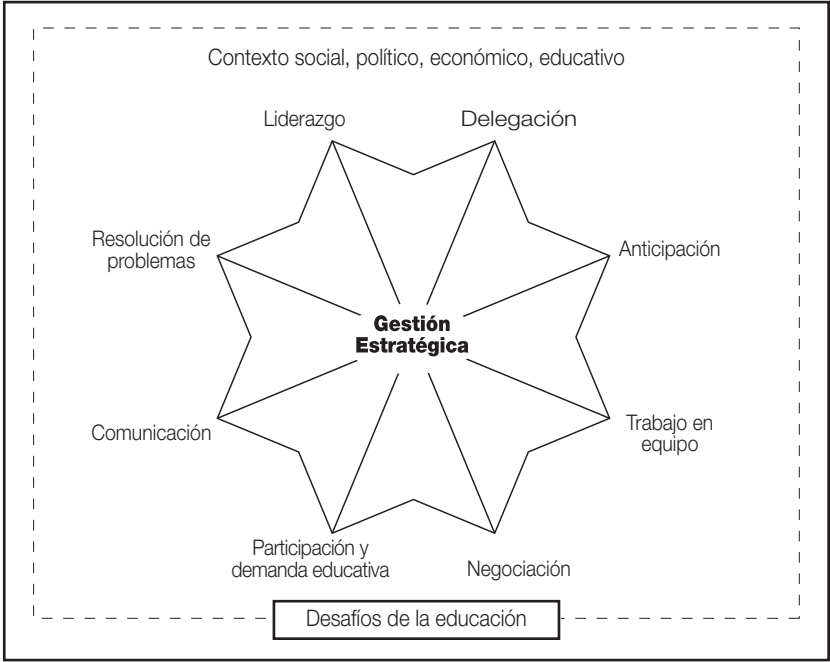 Contexto social, político, económico, educativo
Liderazgo
Delegación
Resolución de
problemas
Anticipación
Gestión
Estratégica
Comunicación
Trabajo en
equipo
Participación y
demanda educativa
Negociación
Desafíos de la educación